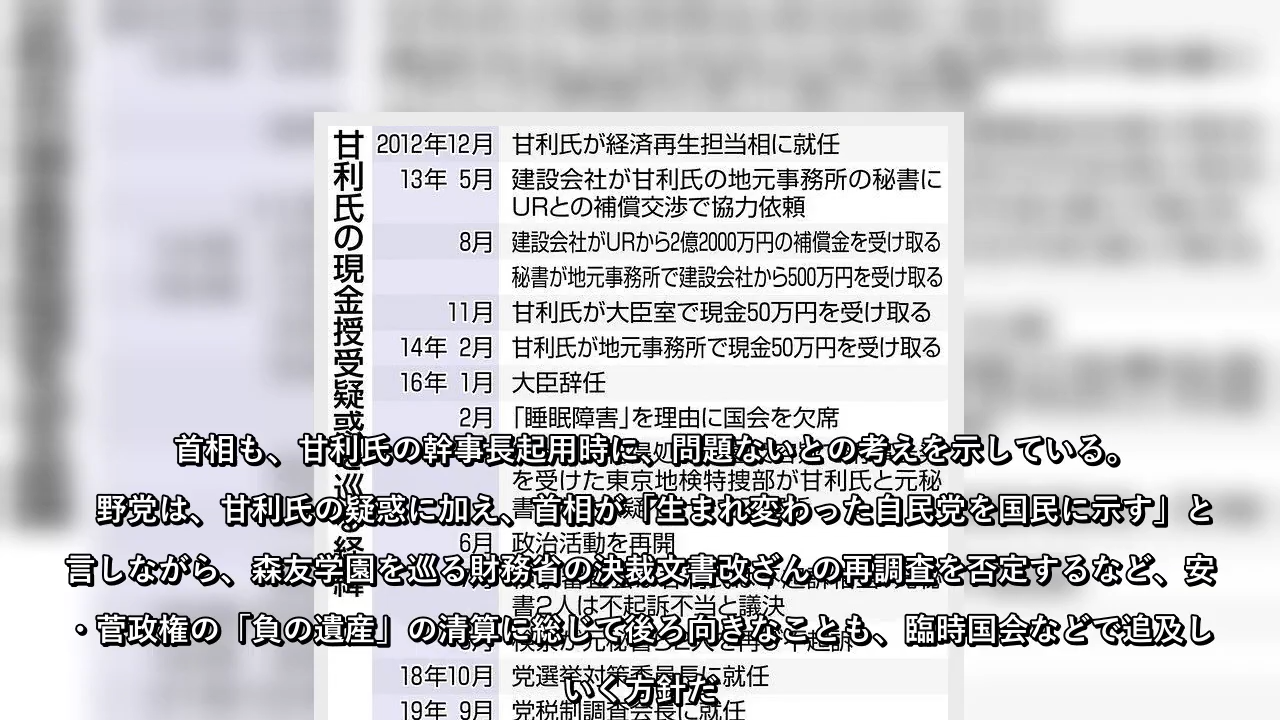 甘利氏の現金授受疑惑
2012年12月 甘利氏が経済再生担当相に就任
13年 5月 建設会社が甘利氏の地元事務所の秘書に
URとの補償交渉で協力依頼
8月 建設会社がURから2億2000万円の補償金を受け取る
秘書が地元事務所で建設会社から500万円を受け取る
11月 甘利氏が大臣室で現金50万円を受け取る
14年 2月 甘利氏が地元事務所で現金50万円を受け取る
16年 1月 大臣辞任
2月 「睡眠障害」を理由に国会を欠席
首相も、甘利氏の幹事長起用時に、問題ないとの考えを示している。
を受けた東京地検特捜部が甘利氏と元秘
野党は、甘利氏の疑惑に加え、首相が「生まれ変わった自民党を国民に示す」と
6月 政治活動を再開
言しながら、森友学園を巡る財務省の決裁文書改ざんの再調査を否定するなど、安
書2人は不起訴不当と議決
・菅政権の「負の遺産」の清算に総じて後ろ向きなことも、臨時国会などで追及し
18年10月 党選挙対策委員長に就任
いく方針だ
19年 9月 党税制調査会長に就任